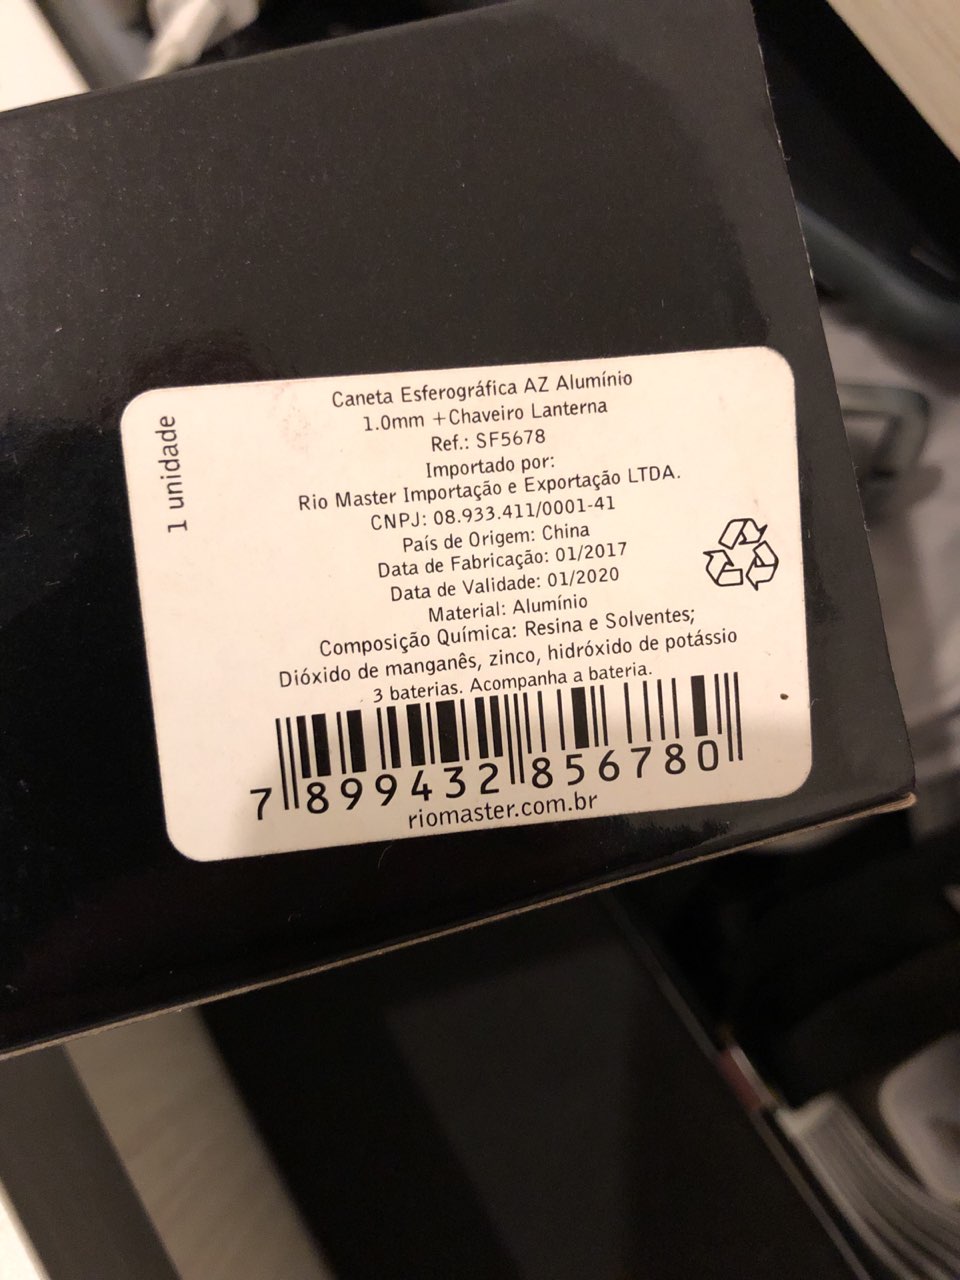 1 unidade
Caneta Esferográfica AZ Alumínio
1.0mm +Chaveiro Lanterna
Ref.: SF5678
Importado por:
Rio Master Importação e Exportação LTDA.
CNPJ: 08.933.411/0001-41
País de Origem: China
Data de Fabricação: 01/2017
Data de Validade: 01/2020
Material: Alumínio
Composição Química: Resina e Solventes;
Dióxido de manganês, zinco, hidróxido de potássio
3 baterias. Acompanha a bateria.
7 899432 856780
riomaster.com.br